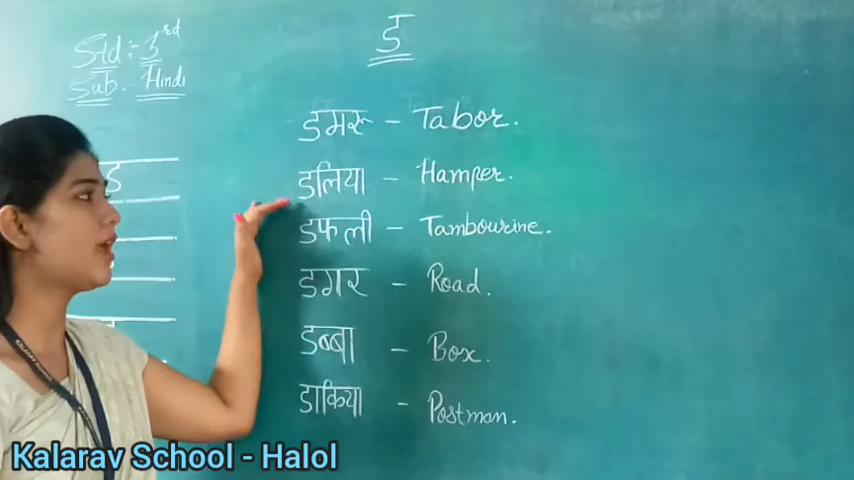 Std :- 3rd
Sub. Hindi
ड
ड
डमरू - Tabor.
डलिया - Hamper.
डफली - Tambourine.
डगर - Road.
डब्बा - Box.
डाकिया - Postman.
Kalarav School - Halol